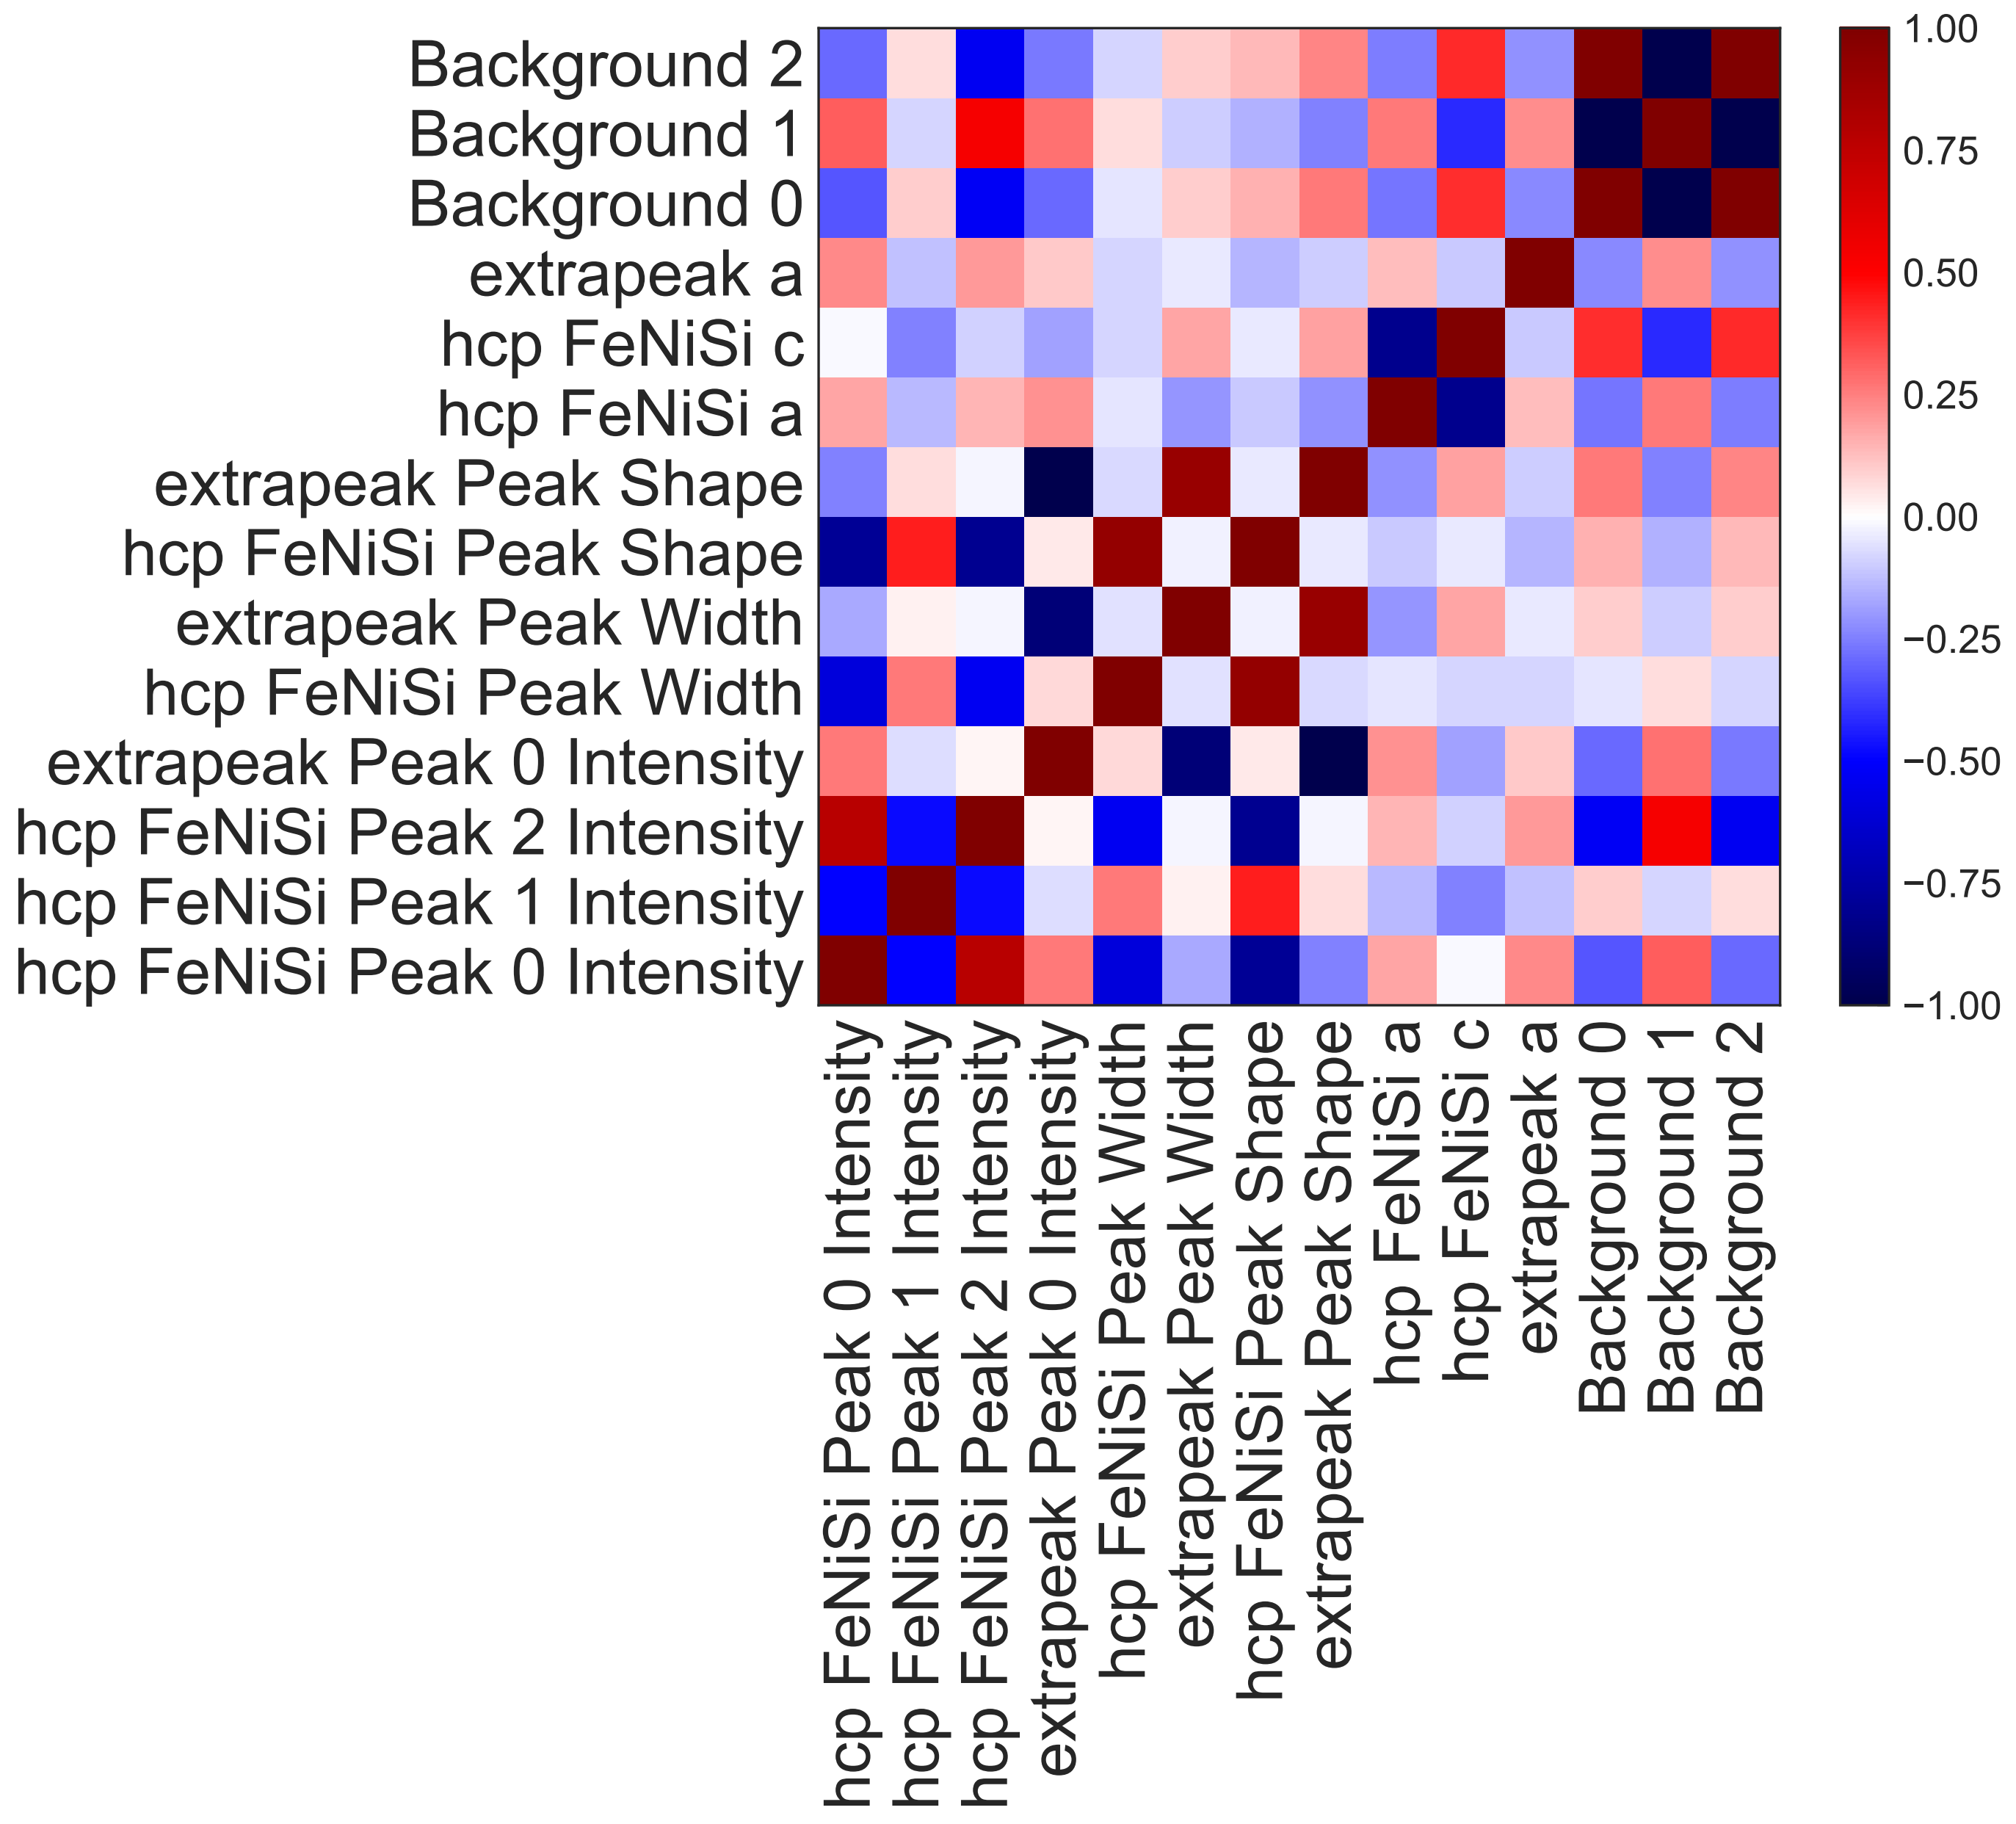 Background 2
Background 1
Background 0
extrapeak a
hcp FeNiSi c
hcp FeNiSi a
extrapeak Peak Shape
hcp FeNiSi Peak Shape
extrapeak Peak Width
hcp FeNiSi Peak Width
extrapeak Peak 0 Intensity
hcp FeNiSi Peak 2 Intensity
hcp FeNiSi Peak 1 Intensity
hcp FeNiSi Peak 0 Intensity
hcp FeNiSi Peak 0 Intensity
hcp FeNiSi Peak 1 Intensity
hcp FeNiSi Peak 2 Intensity
extrapeak Peak 0 Intensity
hcp FeNiSi Peak Width
extrapeak Peak Width
hcp FeNiSi Peak Shape
extrapeak Peak Shape
hcp FeNiSi a
hcp FeNiSi c
extrapeak a
Background 0
Background 1
Background 2
1.00
0.75
0.50
0.25
0.00
−0.25
−0.50
−0.75
−1.00